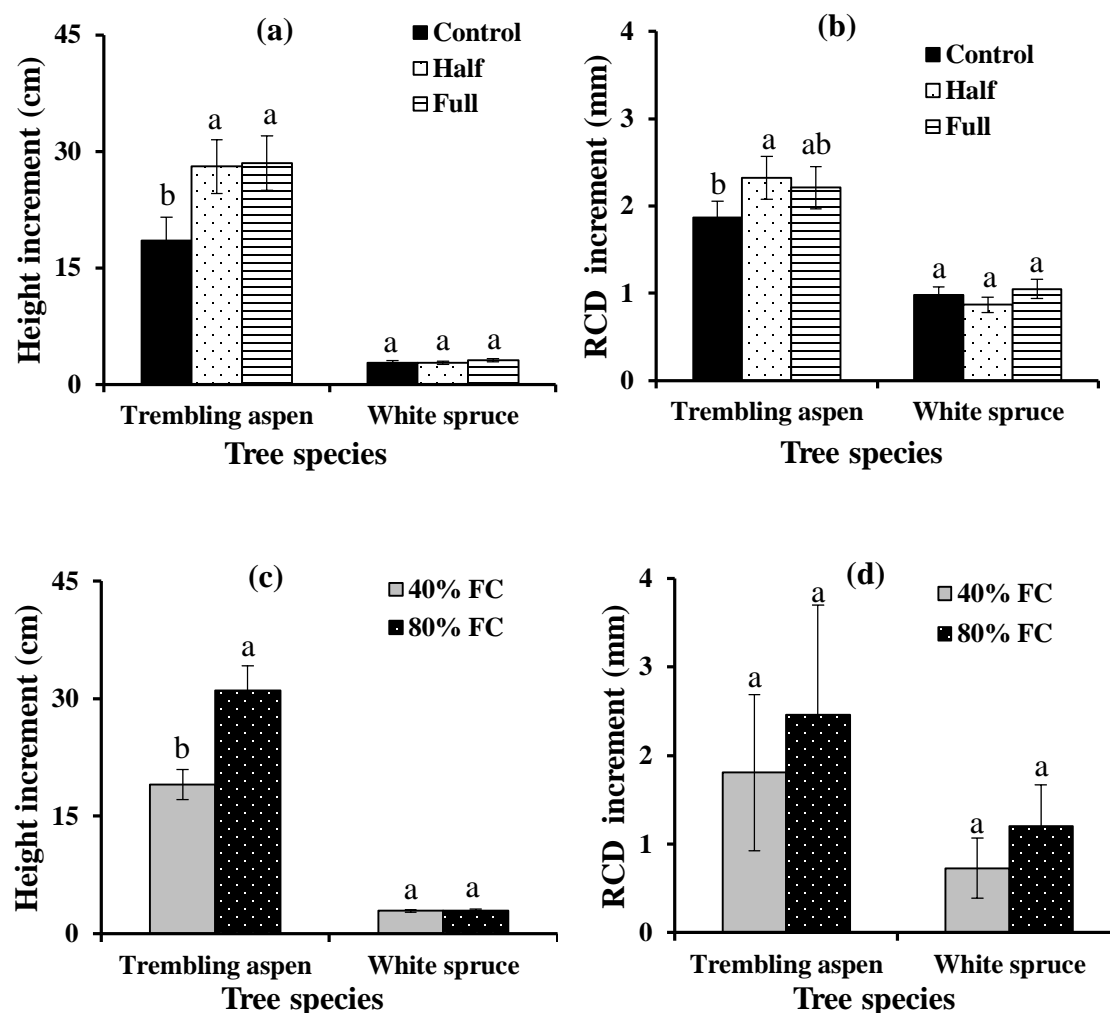 (a)
Control
Half
Full
Height increment (cm)
45
30
15
0
b
a
a
a
a
a
Trembling aspen
White spruce
Tree species
(b)
Control
Half
Full
RCD increment (mm)
4
3
2
1
0
b
a
ab
a
a
a
Trembling aspen
White spruce
Tree species
(c)
40% FC
80% FC
Height increment (cm)
45
30
15
0
b
a
a
a
Trembling aspen
White spruce
Tree species
(d)
40% FC
80% FC
RCD increment (mm)
4
3
2
1
0
a
a
a
a
Trembling aspen
White spruce
Tree species